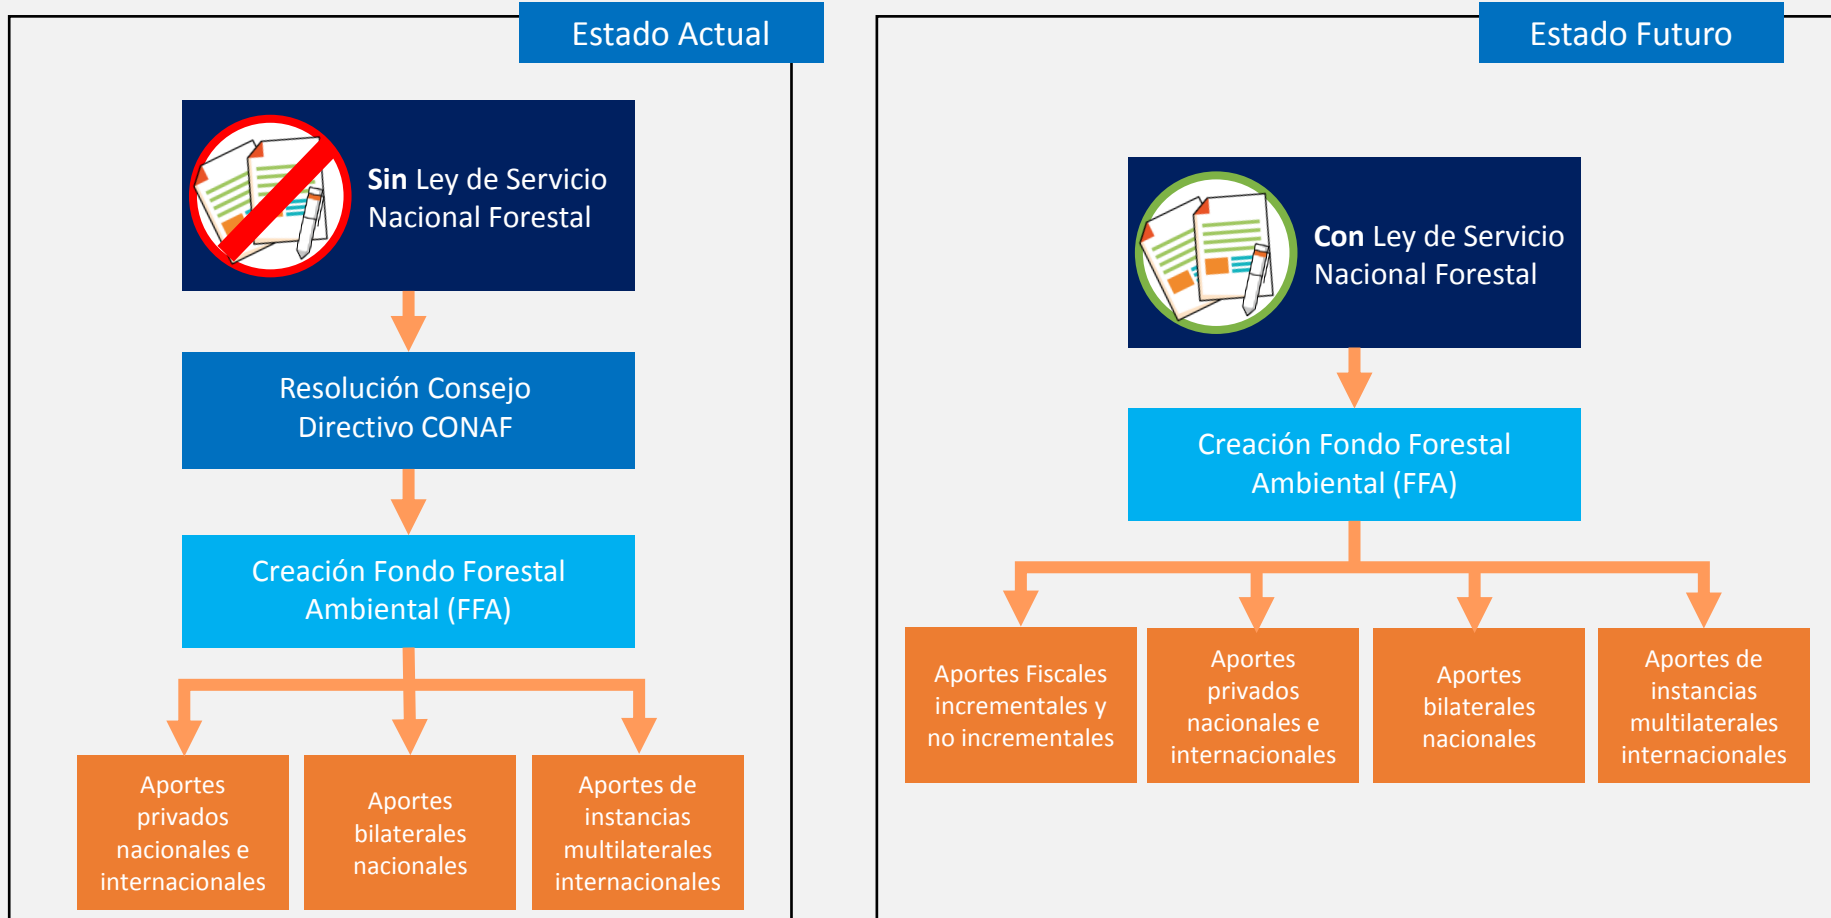 Estado Actual
Sin Ley de Servicio
Nacional Forestal
Resolución Consejo
Directivo CONAF
Creación Fondo Forestal
Ambiental (FFA)
Aportes
privados
nacionales e
internacionales
Aportes
bilaterales
nacionales
Aportes de
instancias
multilaterales
internacionales
Estado Futuro
Con Ley de Servicio
Nacional Forestal
Creación Fondo Forestal
Ambiental (FFA)
Aportes Fiscales
incrementales y
no incrementales
Aportes
privados
nacionales e
internacionales
Aportes
bilaterales
nacionales
Aportes de
instancias
multilaterales
internacionales